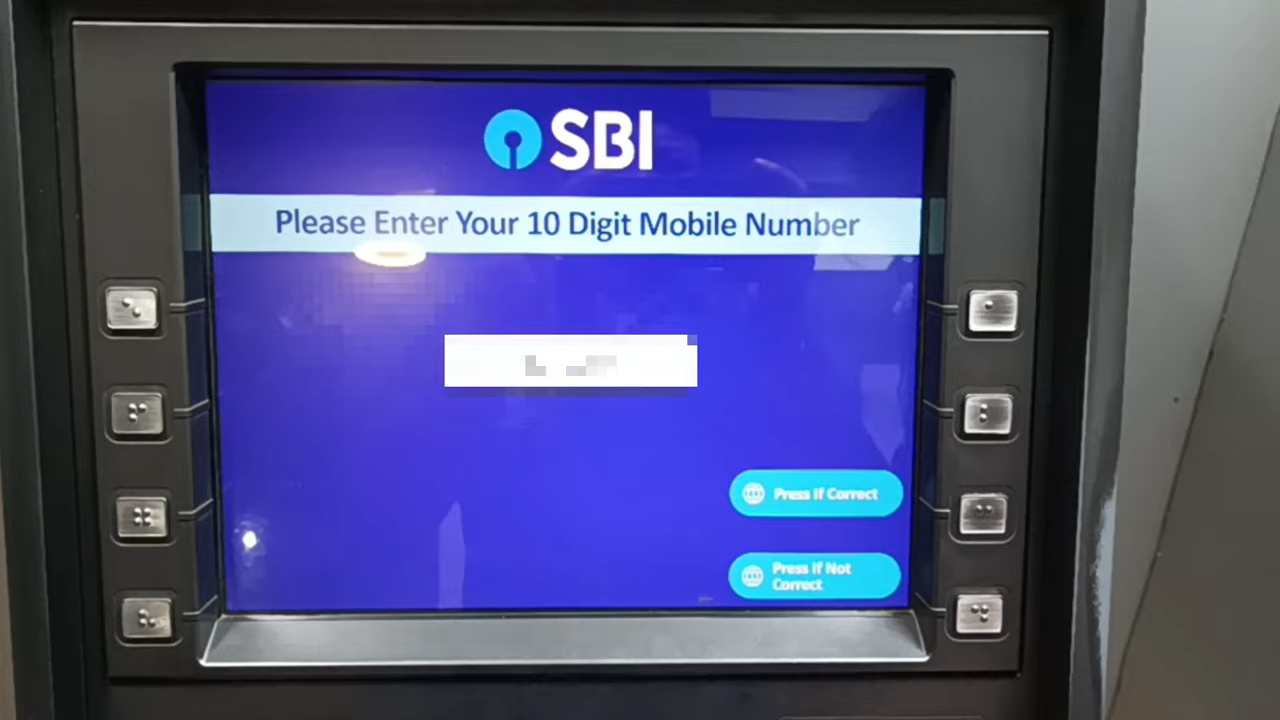 SBI
Please Enter Your 10 Digit Mobile Number
Press If Correct
Press If Not
Correct